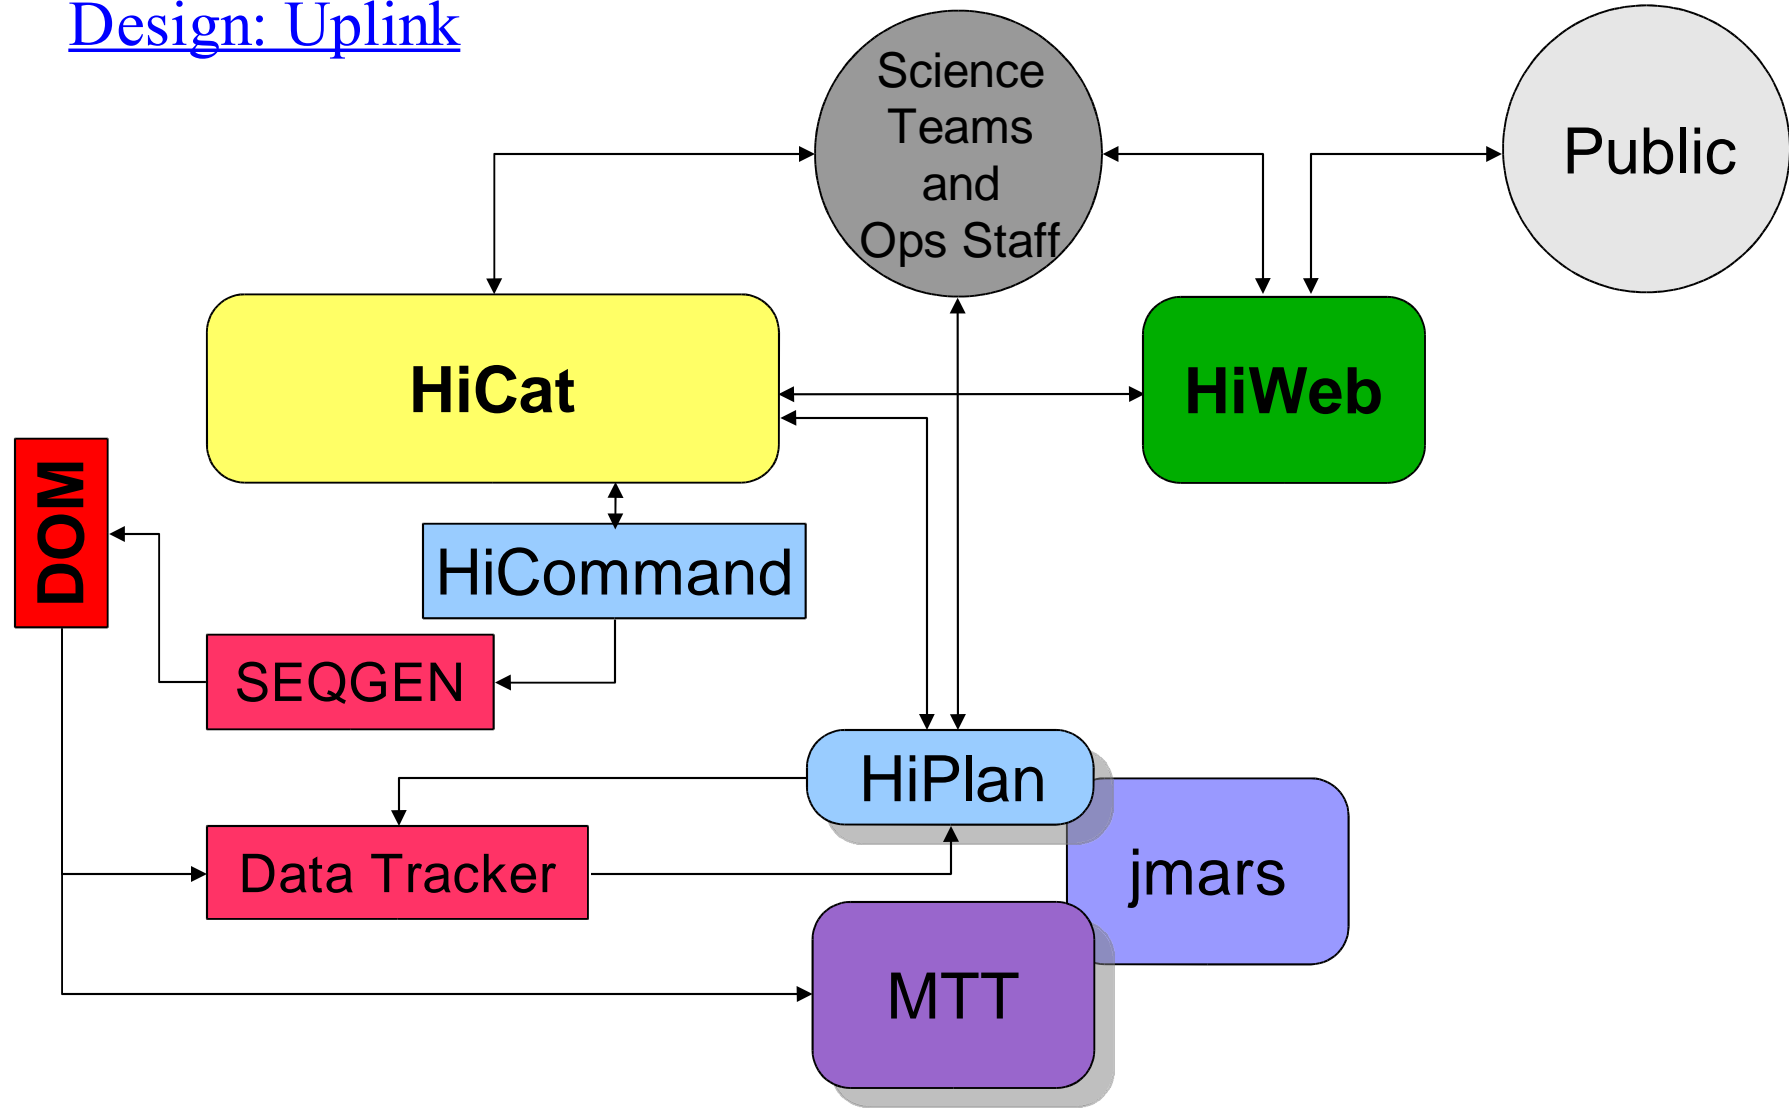 Design: Uplink
Science
Teams
and
Ops Staff
Public
HiCat
HiWeb
DOM
HiCommand
SEQGEN
HiPlan
Data Tracker
jmars
MTT